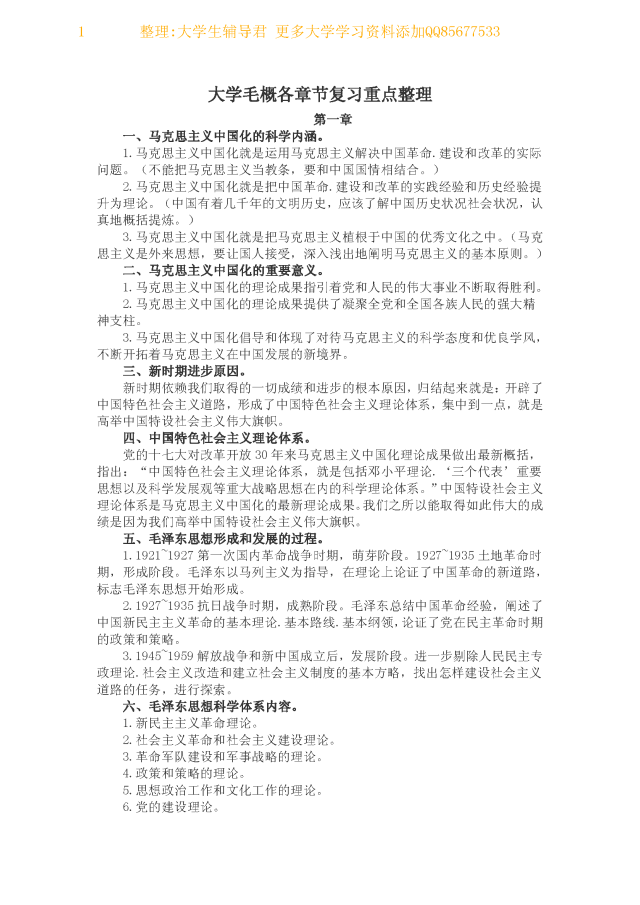 1 整理:大学生辅导君 更多大学学习资料添加QQ85677533
大学毛概各章节复习重点整理
第一章
一、马克思主义中国化的科学内涵。
1.马克思主义中国化就是运用马克思主义解决中国革命.建设和改革的实际
问题。（不能把马克思主义当教条，要和中国国情相结合。）
2.马克思主义中国化就是把中国革命.建设和改革的实践经验和历史经验提
升为理论。（中国有着几千年的文明历史，应该了解中国历史状况社会状况，认
真地概括提炼。）
3.马克思主义中国化就是把马克思主义植根于中国的优秀文化之中。（马克
思主义是外来思想，要让国人接受，深入浅出地阐明马克思主义的基本原则。）
二、马克思主义中国化的重要意义。
1.马克思主义中国化的理论成果指引着党和人民的伟大事业不断取得胜利。
2.马克思主义中国化的理论成果提供了凝聚全党和全国各族人民的强大精
神支柱。
3.马克思主义中国化倡导和体现了对待马克思主义的科学态度和优良学风，
不断开拓着马克思主义在中国发展的新境界。
三、新时期进步原因。
新时期依赖我们取得的一切成绩和进步的根本原因，归结起来就是：开辟了
中国特色社会主义道路，形成了中国特色社会主义理论体系，集中到一点，就是
高举中国特设社会主义伟大旗帜。
四、中国特色社会主义理论体系。
党的十七大对改革开放 30 年来马克思主义中国化理论成果做出最新概括，
指出：“中国特色社会主义理论体系，就是包括邓小平理论.‘三个代表’重要
思想以及科学发展观等重大战略思想在内的科学理论体系。”中国特设社会主义
理论体系是马克思主义中国化的最新理论成果。我们之所以能取得如此伟大的成
绩是因为我们高举中国特设社会主义伟大旗帜。
五、毛泽东思想形成和发展的过程。
1.1921~1927 第一次国内革命战争时期，萌芽阶段。1927~1935 土地革命时
期，形成阶段。毛泽东以马列主义为指导，在理论上论证了中国革命的新道路，
标志毛泽东思想开始形成。
2.1927~1935 抗日战争时期，成熟阶段。毛泽东总结中国革命经验，阐述了
中国新民主主义革命的基本理论.基本路线.基本纲领，论证了党在民主革命时期
的政策和策略。
3.1945~1959 解放战争和新中国成立后，发展阶段。进一步剔除人民民主专
政理论.社会主义改造和建立社会主义制度的基本方略，找出怎样建设社会主义
道路的任务，进行探索。
六、毛泽东思想科学体系内容。
1.新民主主义革命理论。
2.社会主义革命和社会主义建设理论。
3.革命军队建设和军事战略的理论。
4.政策和策略的理论。
5.思想政治工作和文化工作的理论。
6.党的建设理论。